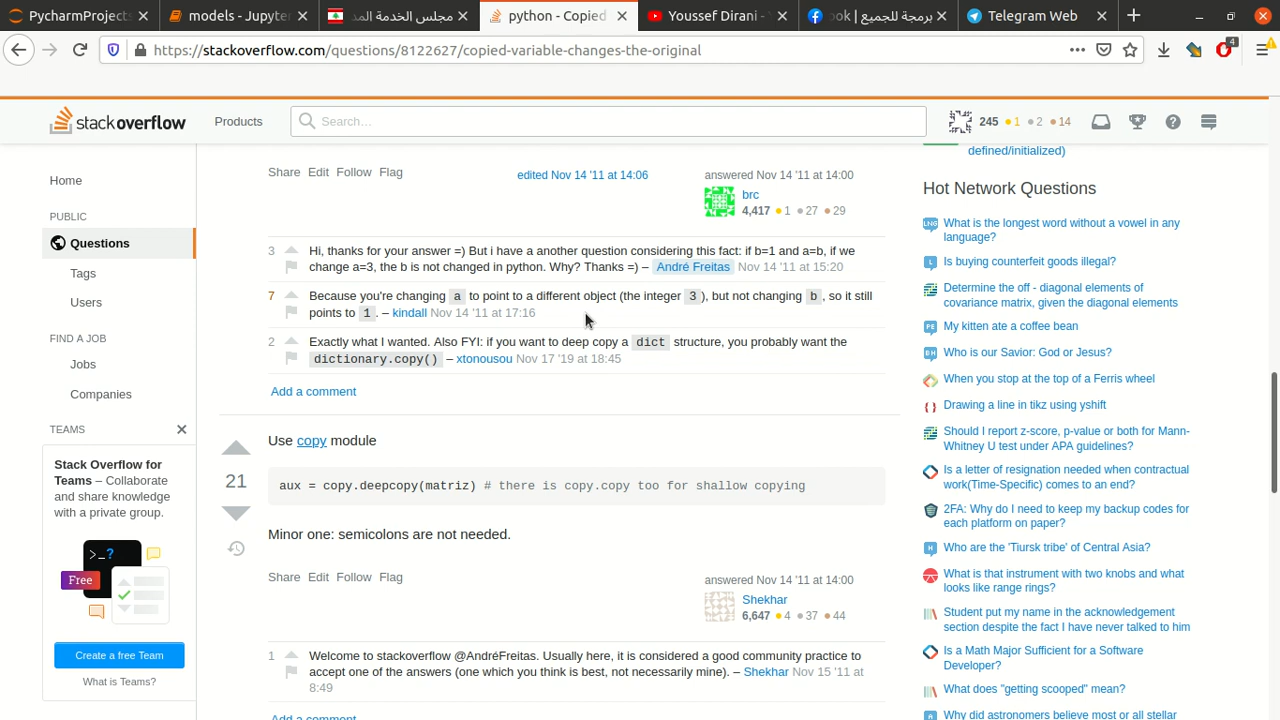 PycharmProjects
models - Jupyter
مجلس الخدمة المد
python - Copied
Youssef Dirani -
ook | برمجة للجميع
Telegram Web
https://stackoverflow.com/questions/8122627/copied-variable-changes-the-original
4
stackoverflow
Products
Search…
245 1 2 14
Home
PUBLIC
Questions
Tags
Users
FIND A JOB
Jobs
Companies
TEAMS
Stack Overflow for
Teams – Collaborate
and share knowledge
with a private group.
>_?
Free
Create a free Team
What is Teams?
Share Edit Follow Flag
edited Nov 14 '11 at 14:06
answered Nov 14 '11 at 14:00
brc
4,417 1 27 29
3 Hi, thanks for your answer =) But i have a another question considering this fact: if b=1 and a=b, if we
change a=3, the b is not changed in python. Why? Thanks =) – André Freitas Nov 14 '11 at 15:20
7 Because you're changing a to point to a different object (the integer 3 ), but not changing b , so it still
points to 1 . – kindall Nov 14 '11 at 17:16
2 Exactly what I wanted. Also FYI: if you want to deep copy a dict structure, you probably want the
dictionary.copy() – xtonousou Nov 17 '19 at 18:45
Add a comment
Use copy module
21
aux = copy.deepcopy(matriz) # there is copy.copy too for shallow copying
Minor one: semicolons are not needed.
Share Edit Follow Flag
answered Nov 14 '11 at 14:00
Shekhar
6,647 4 37 44
1 Welcome to stackoverflow @AndréFreitas. Usually here, it is considered a good community practice to
accept one of the answers (one which you think is best, not necessarily mine). – Shekhar Nov 15 '11 at
8:49
Add a comment
defined/initialized)
Hot Network Questions
What is the longest word without a vowel in any
language?
Is buying counterfeit goods illegal?
Determine the off - diagonal elements of
covariance matrix, given the diagonal elements
My kitten ate a coffee bean
Who is our Savior: God or Jesus?
When you stop at the top of a Ferris wheel
Drawing a line in tikz using yshift
Should I report z-score, p-value or both for Mann-
Whitney U test under APA guidelines?
Is a letter of resignation needed when contractual
work(Time-Specific) comes to an end?
2FA: Why do I need to keep my backup codes for
each platform on paper?
Who are the 'Tiursk tribe' of Central Asia?
What is that instrument with two knobs and what
looks like range rings?
Student put my name in the acknowledgement
section despite the fact I have never talked to him
Is a Math Major Sufficient for a Software
Developer?
What does "getting scooped" mean?
Why did astronomers believe most or all stellar